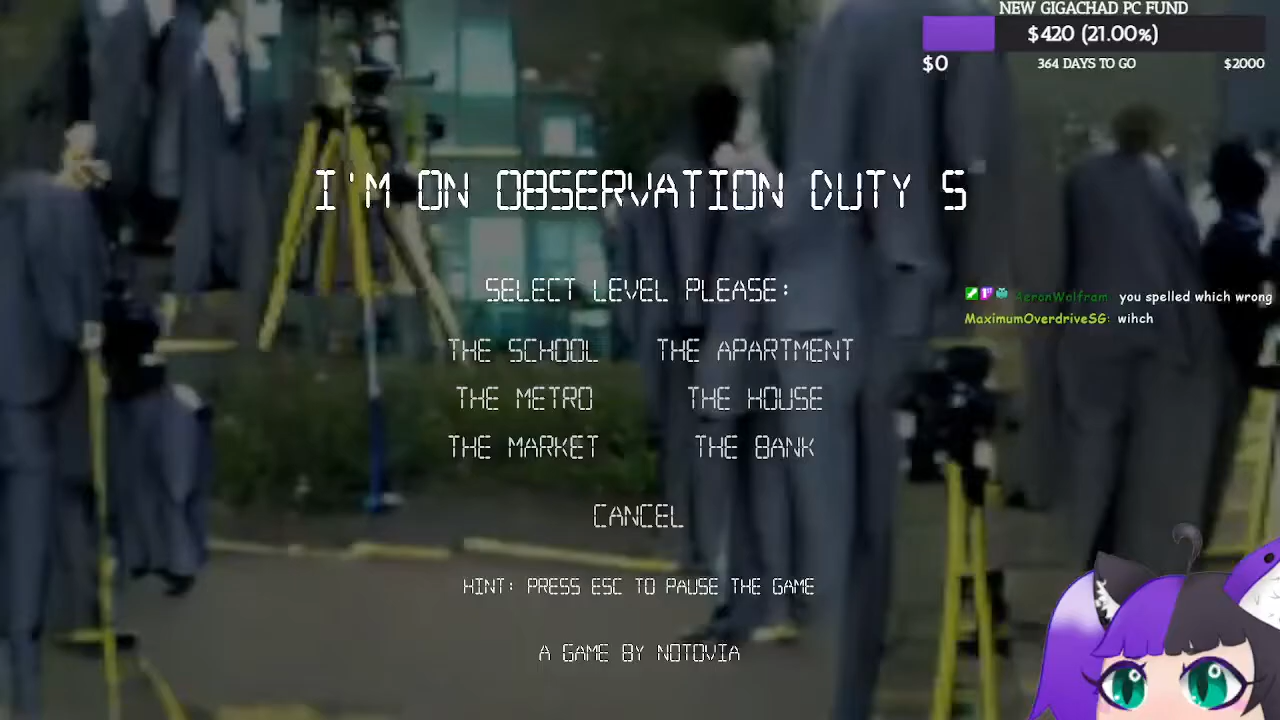 NEW GIGACHAD PC FUND
$420 (21.00%)
$0 364 DAYS TO GO $2000
I'M ON OBSERVATION DUTY 5
SELECT LEVEL PLEASE:
AeronWolfram: you spelled which wrong
MaximumOverdriveSG: wihch
THE SCHOOL THE APARTMENT
THE METRO THE HOUSE
THE MARKET THE BANK
CANCEL
HINT: PRESS ESC TO PAUSE THE GAME
A GAME BY NOTOVIA